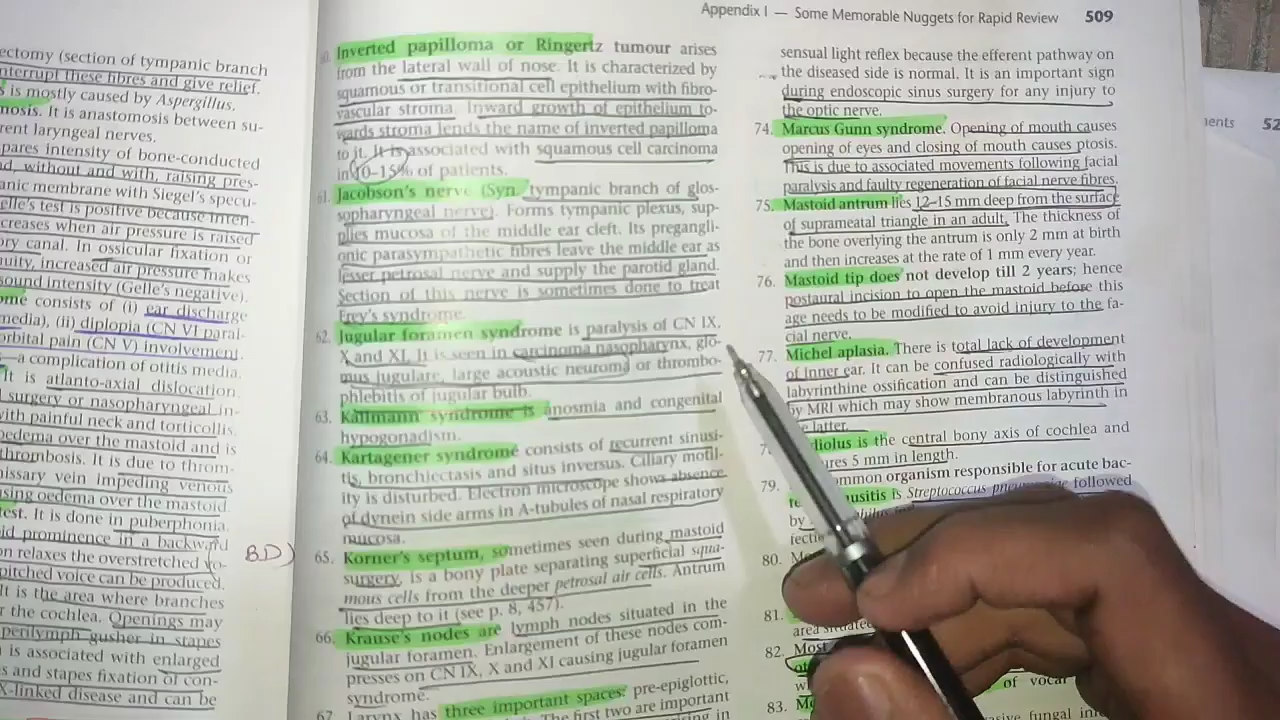 Appendix I — Some Memorable Nuggets for Rapid Review 509
ectomy (section of tympanic branch
interrupt these fibres and give relief.
s is mostly caused by Aspergillus.
nosis. It is anastomosis between su-
rent laryngeal nerves.
pares intensity of bone-conducted
d, without and with, raising pres-
anic membrane with Siegel's specu-
elle's test is positive because inten-
creases when air pressure is raised
ory canal. In ossicular fixation or
nuity, increased air pressure makes
sound intensity (Gelle's negative).
ome consists of (i) ear discharge
media), (ii) diplopia (CN VI paral-
orbital pain (CN V) involvement.
—a complication of otitis media.
It is atlanto-axial dislocation
surgery or nasopharyngeal in-
with painful neck and torticollis.
oedema over the mastoid and is
thrombosis. It is due to throm-
issary vein impeding venous
using oedema over the mastoid.
test. It is done in puberphonia.
id prominence in a backward
on relaxes the overstretched vo-
pitched voice can be produced.
It is the area where branches
r the cochlea. Openings may
perilymph gusher in stapes
is associated with enlarged
s and stapes fixation of con-
X-linked disease and can be
BD)
Inverted papilloma or Ringertz tumour arises
from the lateral wall of nose. It is characterized by
squamous or transitional cell epithelium with fibro-
vascular stroma. Inward growth of epithelium to-
wards stroma lends the name of inverted papilloma
to it. It is associated with squamous cell carcinoma
in 10–15% of patients.
61. Jacobson's nerve (Syn. tympanic branch of glos-
sopharyngeal nerve). Forms tympanic plexus, sup-
plies mucosa of the middle ear cleft. Its pregangli-
onic parasympathetic fibres leave the middle ear as
lesser petrosal nerve and supply the parotid gland.
Section of this nerve is sometimes done to treat
Frey's syndrome.
62. Jugular foramen syndrome is paralysis of CN IX,
X and XI. It is seen in carcinoma nasopharynx, glo-
mus jugulare, large acoustic neuroma or thrombo-
phlebitis of jugular bulb.
63. Kallmann syndrome is anosmia and congenital
hypogonadism.
64. Kartagener syndrome consists of recurrent sinusi-
tis, bronchiectasis and situs inversus. Ciliary motil-
ity is disturbed. Electron microscope shows absence
of dynein side arms in A-tubules of nasal respiratory
mucosa.
65. Korner's septum, sometimes seen during mastoid
surgery, is a bony plate separating superficial squa-
mous cells from the deeper petrosal air cells. Antrum
lies deep to it (see p. 8, 457).
66. Krause's nodes are lymph nodes situated in the
jugular foramen. Enlargement of these nodes com-
presses on CN IX, X and XI causing jugular foramen
syndrome.
67. Larynx has three important spaces: pre-epiglottic,
The first two are important
sensual light reflex because the efferent pathway on
the diseased side is normal. It is an important sign
during endoscopic sinus surgery for any injury to
the optic nerve.
74. Marcus Gunn syndrome. Opening of mouth causes
opening of eyes and closing of mouth causes ptosis.
This is due to associated movements following facial
paralysis and faulty regeneration of facial nerve fibres.
75. Mastoid antrum lies 12–15 mm deep from the surface
of suprameatal triangle in an adult. The thickness of
the bone overlying the antrum is only 2 mm at birth
and then increases at the rate of 1 mm every year.
76. Mastoid tip does not develop till 2 years; hence
postaural incision to open the mastoid before this
age needs to be modified to avoid injury to the fa-
cial nerve.
77. Michel aplasia. There is total lack of development
of inner ear. It can be confused radiologically with
labyrinthine ossification and can be distinguished
by MRI which may show membranous labyrinth in
latter.
diolus is the central bony axis of cochlea and
ures 5 mm in length.
79. ommon organism responsible for acute bac-
usitis is Streptococcus followed
by
80.
81.
area situated
82. Most
of vocal
83.
fungal
ents 52